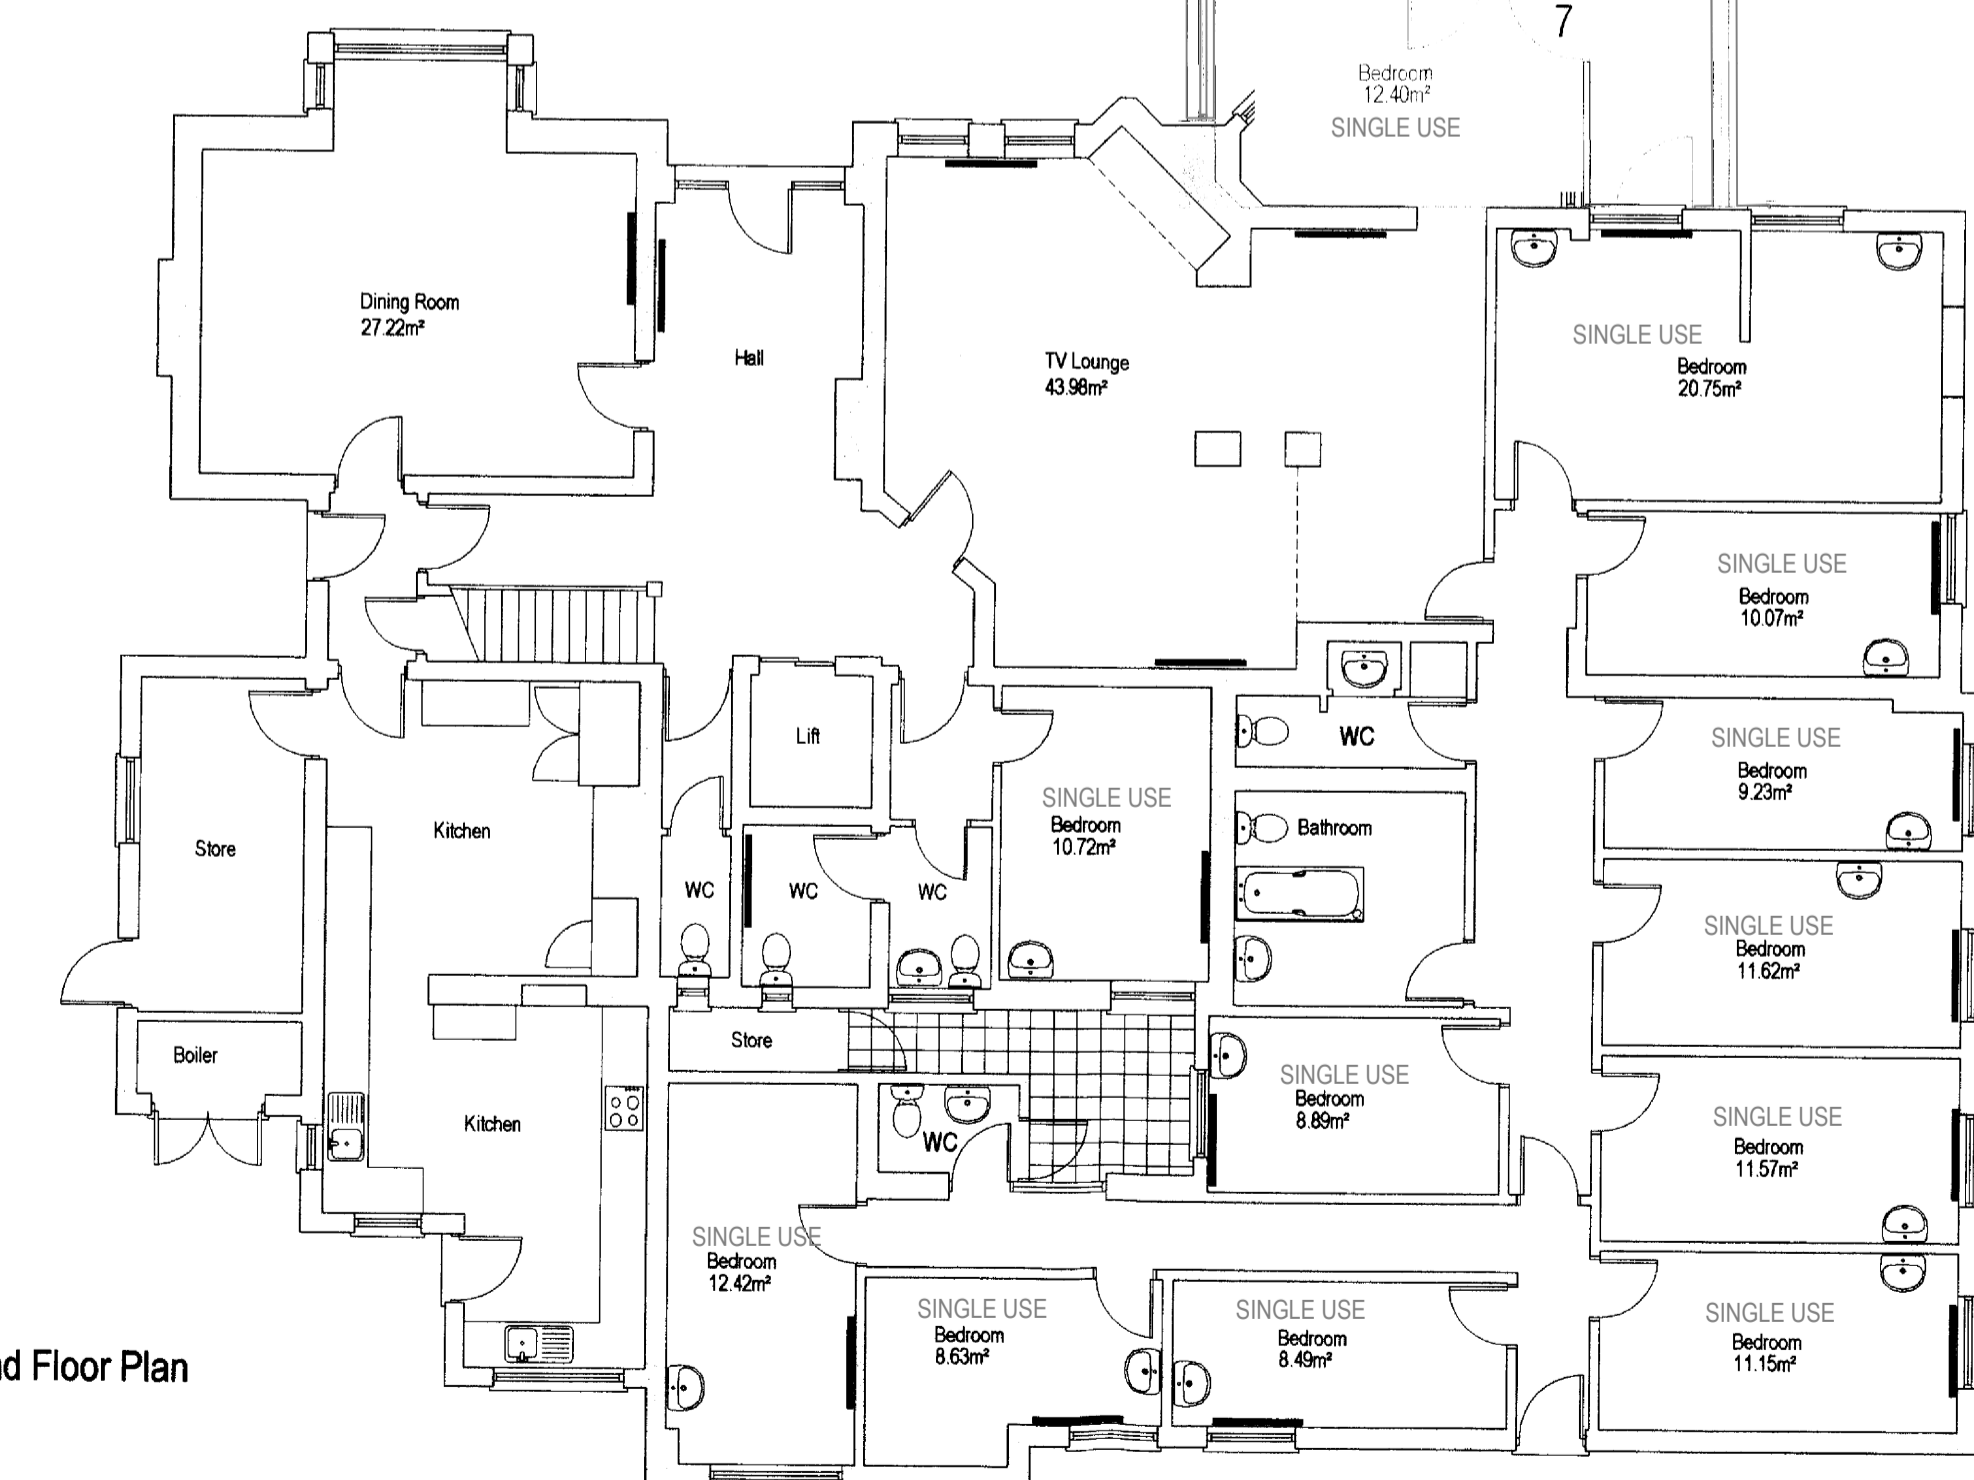 7
Bedroom
12.40m²
SINGLE USE
Dining Room
27.22m²
Hall
TV Lounge
43.98m²
SINGLE USE
Bedroom
20.75m²
SINGLE USE
Bedroom
10.07m²
Lift
WC
SINGLE USE
Bedroom
9.23m²
Store
Kitchen
SINGLE USE
Bedroom
10.72m²
Bathroom
WC
WC
WC
SINGLE USE
Bedroom
11.62m²
Boiler
Store
Kitchen
WC
SINGLE USE
Bedroom
8.89m²
SINGLE USE
Bedroom
11.57m²
SINGLE USE
Bedroom
12.42m²
SINGLE USE
Bedroom
8.63m²
SINGLE USE
Bedroom
8.49m²
SINGLE USE
Bedroom
11.15m²
Floor Plan